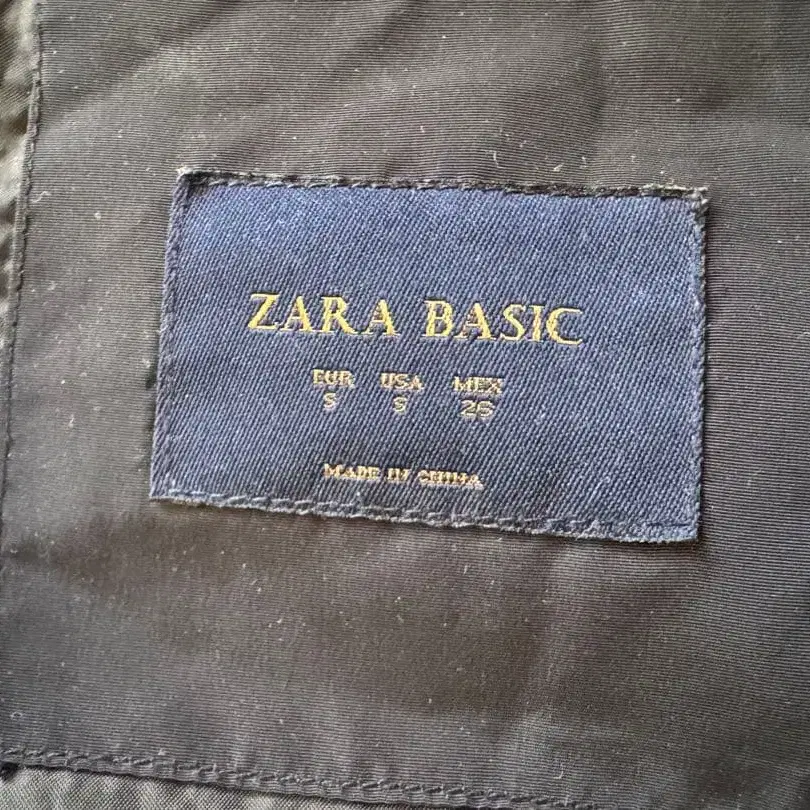 ZARA BASIC
EUR USA MEX
S S 26
MADE IN CHINA